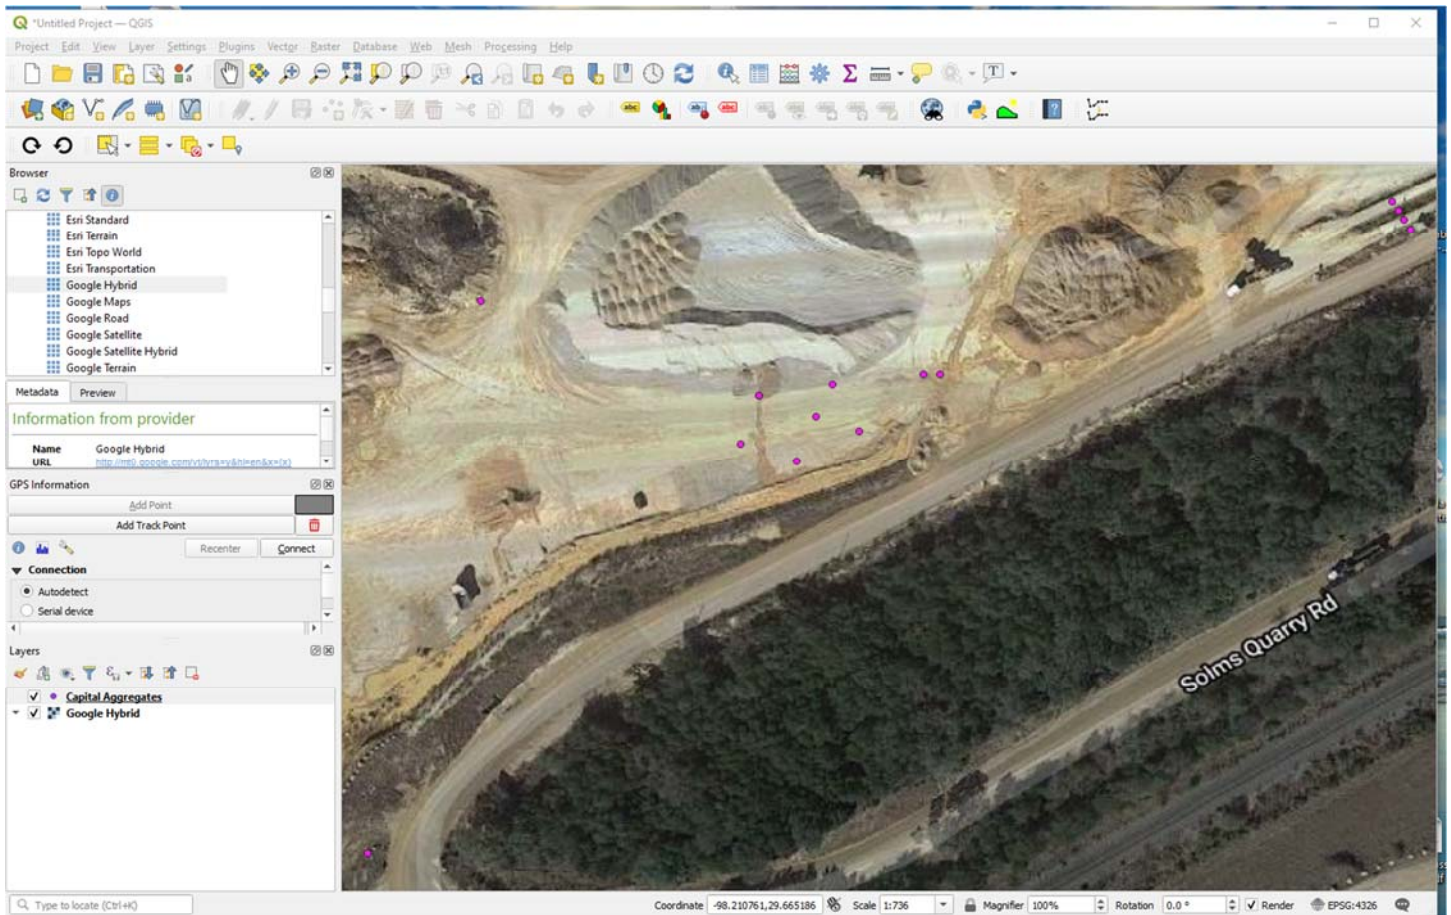 *Untitled Project — QGIS
Project Edit View Layer Settings Plugins Vector Raster Database Web Mesh Processing Help
Browser
Esri Standard
Esri Terrain
Esri Topo World
Esri Transportation
Google Hybrid
Google Maps
Google Road
Google Satellite
Google Satellite Hybrid
Google Terrain
Metadata Preview
Information from provider
Name Google Hybrid
URL
GPS Information
Add Point
Add Track Point
Recenter Connect
Connection
Autodetect
Serial device
Layers
Capital Aggregates
Google Hybrid
Solms Quarry Rd
Type to locate (Ctrl+K) Coordinate -98.210761,29.665186 Scale 1:736 Magnifier 100% Rotation 0.0 ° Render EPSG:4326